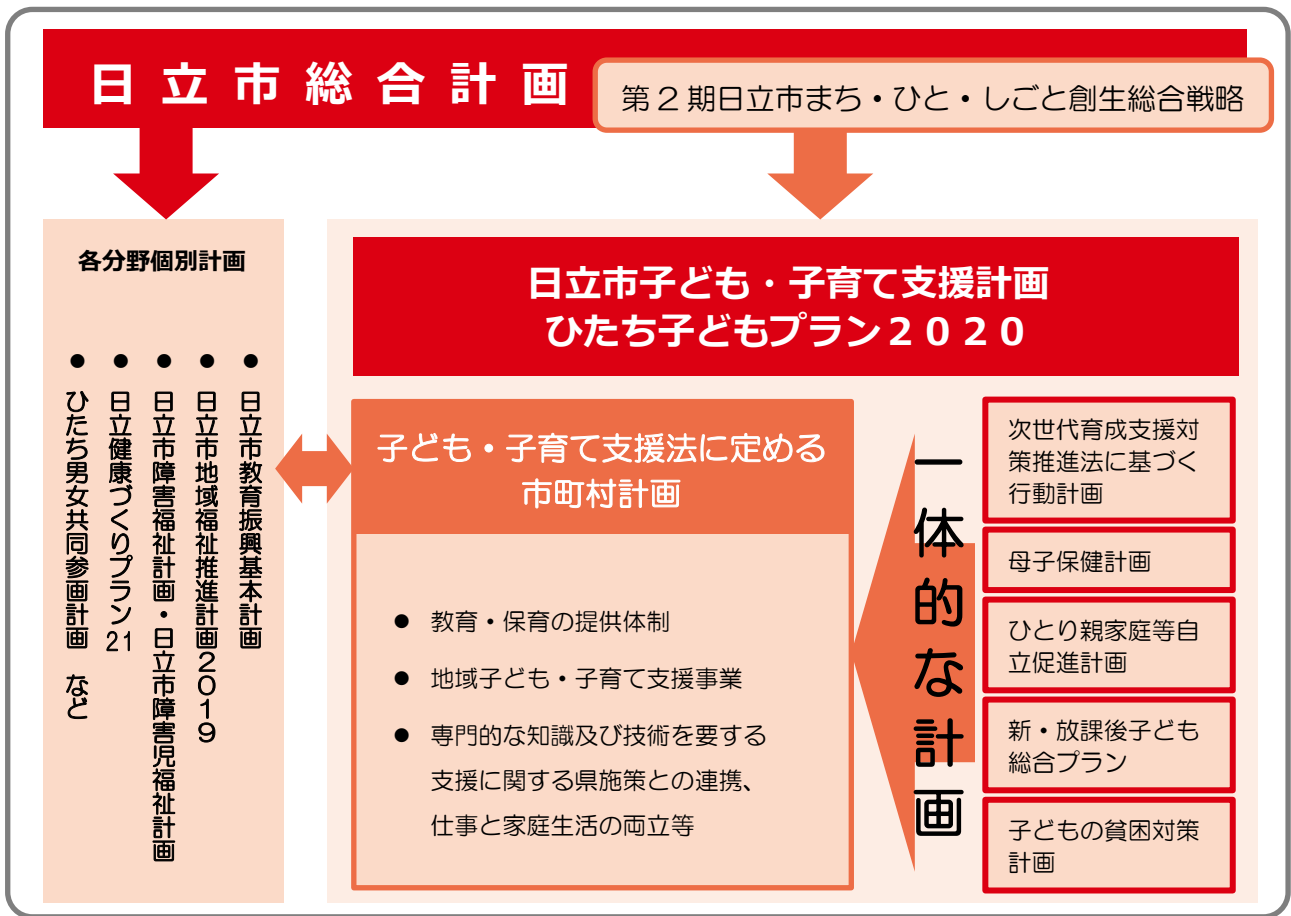 日立市総合計画
第2期日立市まち・ひと・しごと創生総合戦略
各分野個別計画
● 日立市教育振興基本計画
● 日立市地域福祉推進計画2019
● 日立市障害福祉計画・日立市障害児福祉計画
● 日立健康づくりプラン21
● ひたち男女共同参画計画 など
日立市子ども・子育て支援計画
ひたち子どもプラン2020
子ども・子育て支援法に定める
市町村計画
● 教育・保育の提供体制
● 地域子ども・子育て支援事業
● 専門的な知識及び技術を要する
支援に関する県施策との連携、
仕事と家庭生活の両立等
一体的な計画
次世代育成支援対
策推進法に基づく
行動計画
母子保健計画
ひとり親家庭等自
立促進計画
新・放課後子ども
総合プラン
子どもの貧困対策
計画